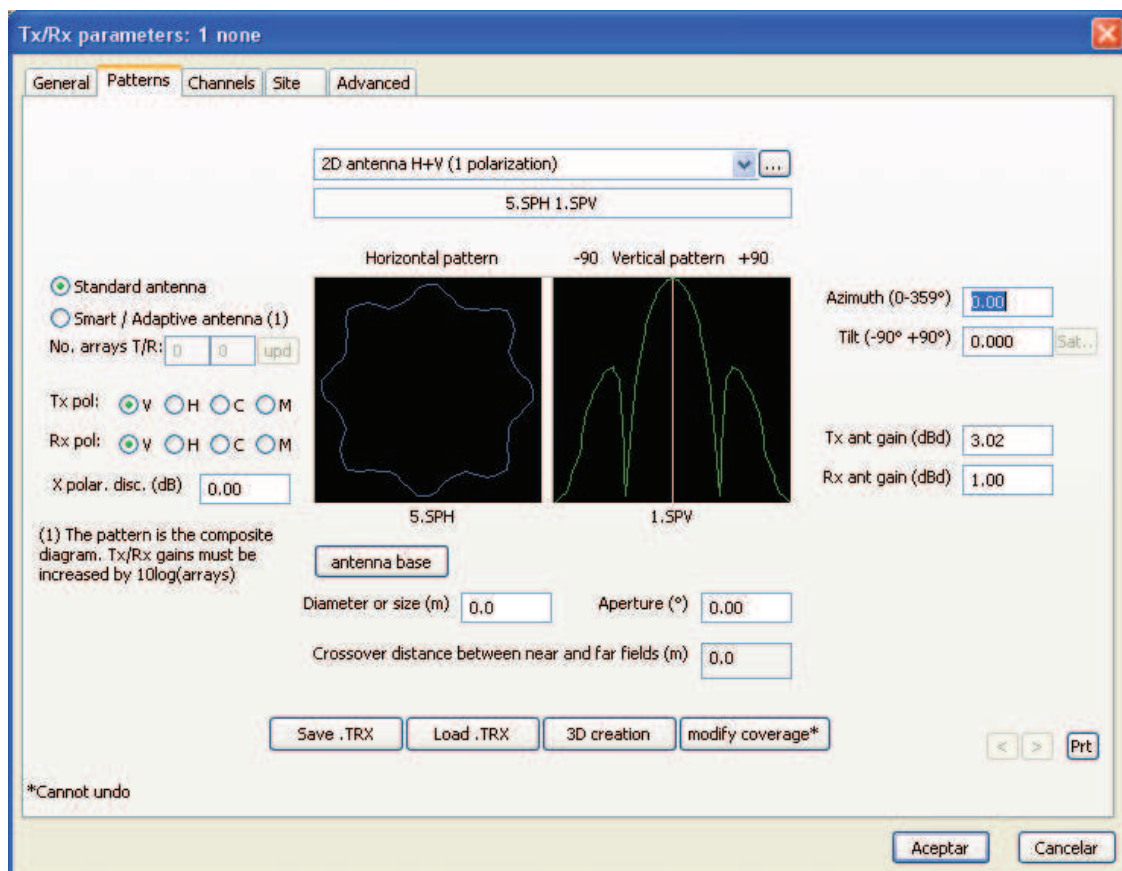 Tx/Rx parameters: 1 none
General Patterns Channels Site Advanced
2D antenna H+V (1 polarization) ...
5.SPH 1.SPV
Horizontal pattern -90 Vertical pattern +90
Standard antenna
Smart / Adaptive antenna (1)
No. arrays T/R: 0 0 upd
Azimuth (0-359°) 0.00
Tilt (-90° +90°) 0.000 Sat..
Tx pol: V H C M
Rx pol: V H C M
X polar. disc. (dB) 0.00
Tx ant gain (dBd) 3.02
Rx ant gain (dBd) 1.00
5.SPH 1.SPV
(1) The pattern is the composite
diagram. Tx/Rx gains must be
increased by 10log(arrays)
antenna base
Diameter or size (m) 0.0 Aperture (°) 0.00
Crossover distance between near and far fields (m) 0.0
Save .TRX Load .TRX 3D creation modify coverage*
< > Prt
*Cannot undo
Aceptar Cancelar